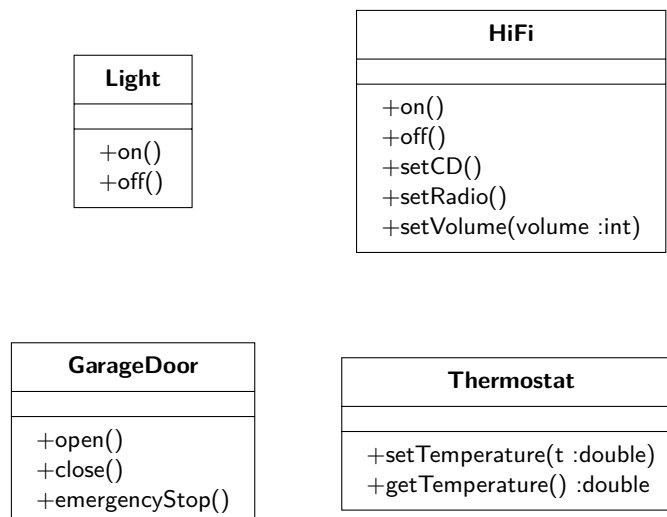 Light
+on()
+off()
HiFi
+on()
+off()
+setCD()
+setRadio()
+setVolume(volume :int)
GarageDoor
+open()
+close()
+emergencyStop()
Thermostat
+setTemperature(t :double)
+getTemperature() :double